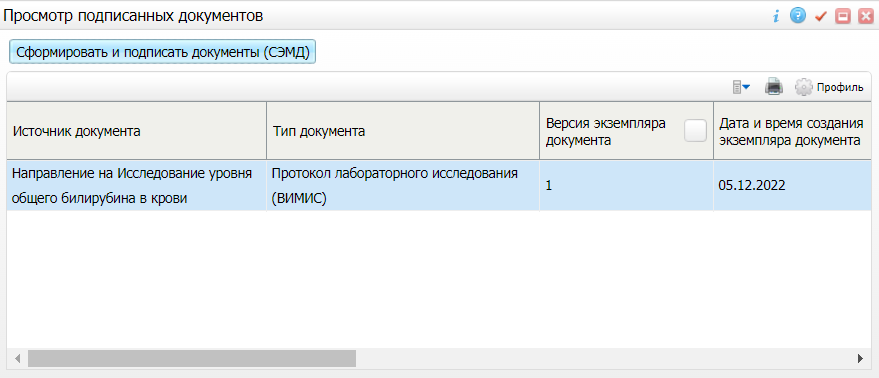 Просмотр подписанных документов
Сформировать и подписать документы (СЭМД)
Профиль
Источник документа
Тип документа
Версия экземпляра
документа
Дата и время создания
экземпляра документа
Направление на Исследование уровня
общего билирубина в крови
Протокол лабораторного исследования
(ВИМИС)
1
05.12.2022